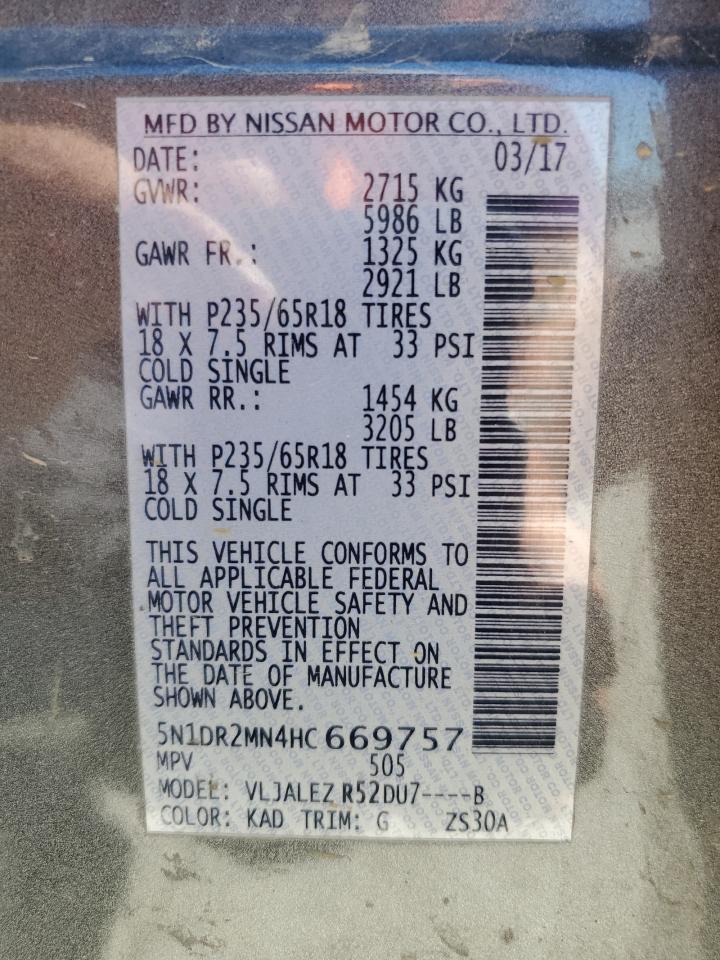 MFD BY NISSAN MOTOR CO., LTD.
DATE: 03/17
GVWR: 2715 KG
5986 LB
GAWR FR.: 1325 KG
2921 LB
WITH P235/65R18 TIRES
18 X 7.5 RIMS AT 33 PSI
COLD SINGLE
GAWR RR.: 1454 KG
3205 LB
WITH P235/65R18 TIRES
18 X 7.5 RIMS AT 33 PSI
COLD SINGLE
THIS VEHICLE CONFORMS TO
ALL APPLICABLE FEDERAL
MOTOR VEHICLE SAFETY AND
THEFT PREVENTION
STANDARDS IN EFFECT ON
THE DATE OF MANUFACTURE
SHOWN ABOVE.
5N1DR2MN4HC669757
MPV 505
MODEL: VLJALEZ R52DU7----B
COLOR: KAD TRIM: G ZS30A